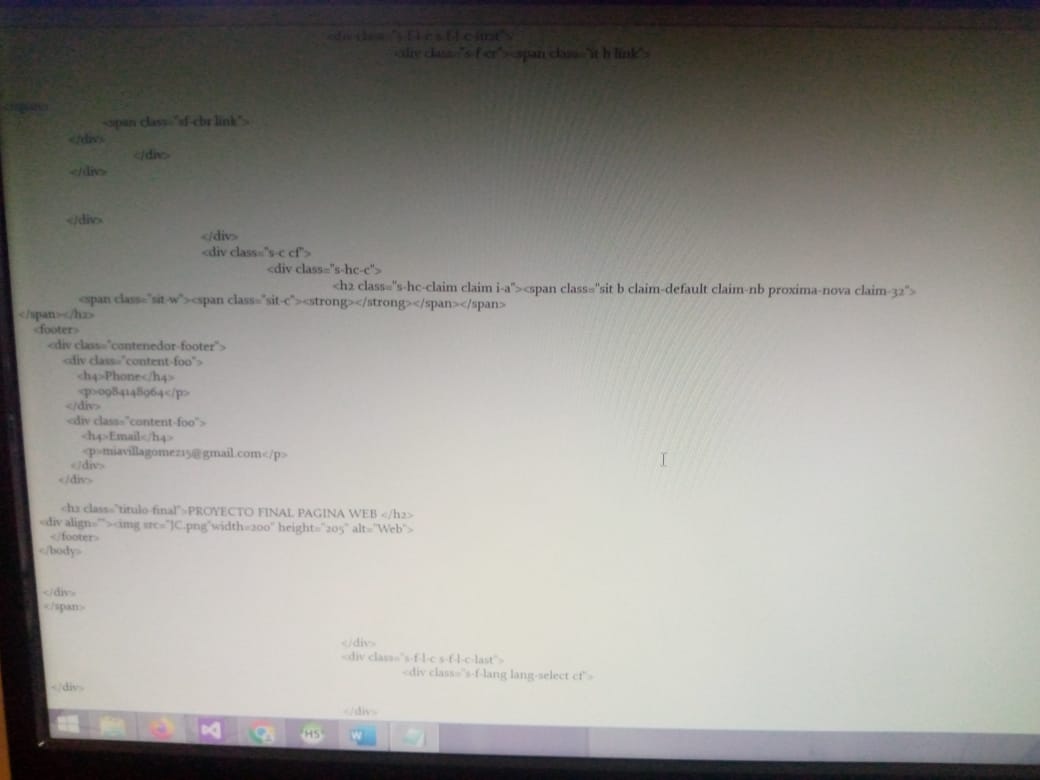 <div class="s-f-l-c s-f-l-c-first">
<div class="s-f-cr"><span class="it b link">
</span>
<span class="sf-cbr link">
</div>
</div>
</div>
</div>
</div>
<div class="s-c cf">
<div class="s-hc-c">
<h2 class="s-hc-claim claim i-a"><span class="sit b claim-default claim-nb proxima-nova claim-32">
<span class="sit-w"><span class="sit-c"><strong></strong></span></span>
</span></h2>
<footer>
<div class="contenedor-footer">
<div class="content-foo">
<h4>Phone</h4>
<p>0984148964</p>
</div>
<div class="content-foo">
<h4>Email</h4>
<p>miavillagomez15@gmail.com</p>
</div>
</div>
<h2 class="titulo-final">PROYECTO FINAL PAGINA WEB </h2>
<div align=""><img src="JC.png"width=200" height="205" alt="Web">
</footer>
</body>
</div>
</span>
</div>
<div class="s-f-l-c s-f-l-c-last">
<div class="s-f-lang lang-select cf">
</div>
</div>
HS
W